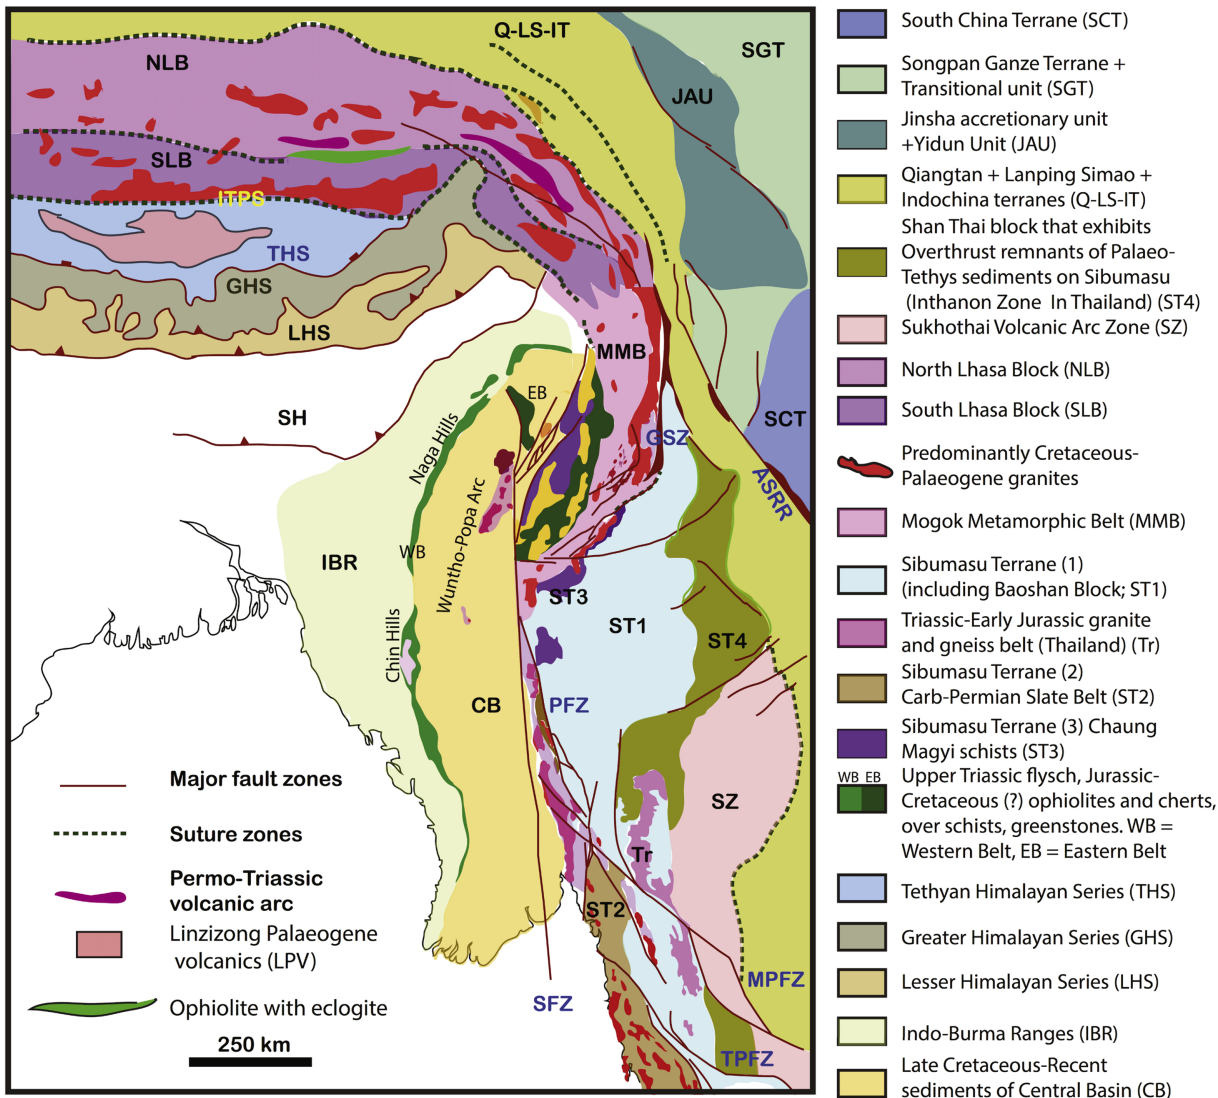 Q-LS-IT
SGT
NLB
JAU
SLB
ITPS
THS
GHS
LHS
MMB
EB
SH
SCT
GSZ
Naga Hills
ASRR
Wuntho-Popa Arc
WB
IBR
ST3
ST1
ST4
Chin Hills
CB
PFZ
SZ
Tr
ST2
MPFZ
SFZ
TPFZ
Major fault zones
Suture zones
Permo-Triassic
volcanic arc
Linzizong Palaeogene
volcanics (LPV)
Ophiolite with eclogite
250 km
South China Terrane (SCT)
Songpan Ganze Terrane +
Transitional unit (SGT)
Jinsha accretionary unit
+Yidun Unit (JAU)
Qiangtan + Lanping Simao +
Indochina terranes (Q-LS-IT)
Shan Thai block that exhibits
Overthrust remnants of Palaeo-
Tethys sediments on Sibumasu
(Inthanon Zone In Thailand) (ST4)
Sukhothai Volcanic Arc Zone (SZ)
North Lhasa Block (NLB)
South Lhasa Block (SLB)
Predominantly Cretaceous-
Palaeogene granites
Mogok Metamorphic Belt (MMB)
Sibumasu Terrane (1)
(including Baoshan Block; ST1)
Triassic-Early Jurassic granite
and gneiss belt (Thailand) (Tr)
Sibumasu Terrane (2)
Carb-Permian Slate Belt (ST2)
Sibumasu Terrane (3) Chaung
Magyi schists (ST3)
WB EB
Upper Triassic flysch, Jurassic-
Cretaceous (?) ophiolites and cherts,
over schists, greenstones. WB =
Western Belt, EB = Eastern Belt
Tethyan Himalayan Series (THS)
Greater Himalayan Series (GHS)
Lesser Himalayan Series (LHS)
Indo-Burma Ranges (IBR)
Late Cretaceous-Recent
sediments of Central Basin (CB)